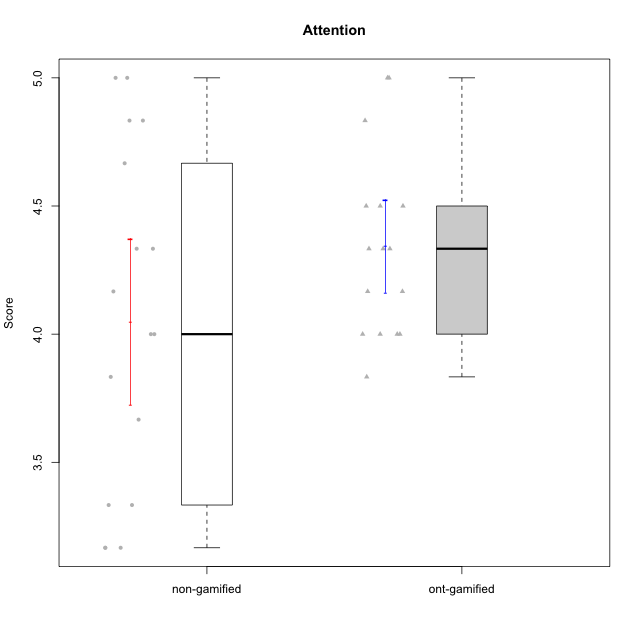 Attention
5.0
4.5
4.0
3.5
Score
non-gamified
ont-gamified